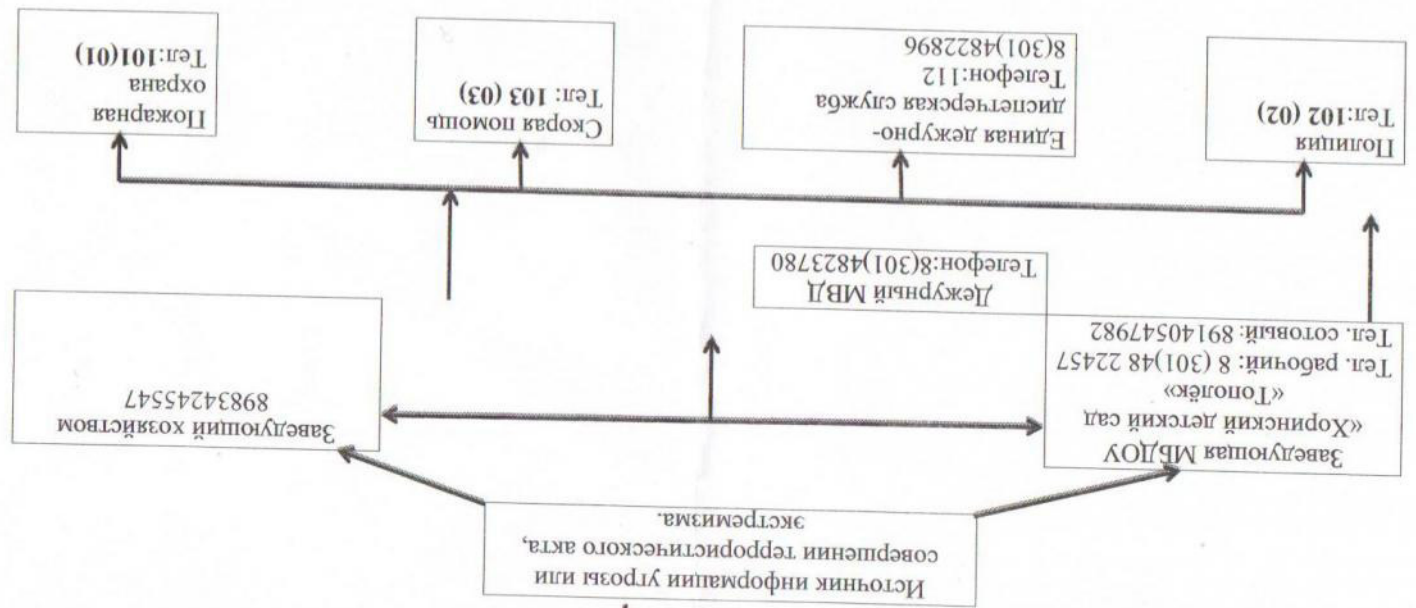 Источник информации угрозы или
совершении террористического акта,
экстремизма.
Заведующая МБДОУ
«Хоринский детский сад
«Тополёк»
Тел. рабочий: 8 (301)48 22457
Тел. сотовый: 89140547982
Заведующий хозяйством
89834245547
Дежурный МВД
Телефон:8(301)4823780
Полиция
Тел:102 (02)
Единая дежурно-
диспетчерская служба
Телефон:112
8(301)4822896
Скорая помощь
Тел: 103 (03)
Пожарная
охрана
Тел:101(01)